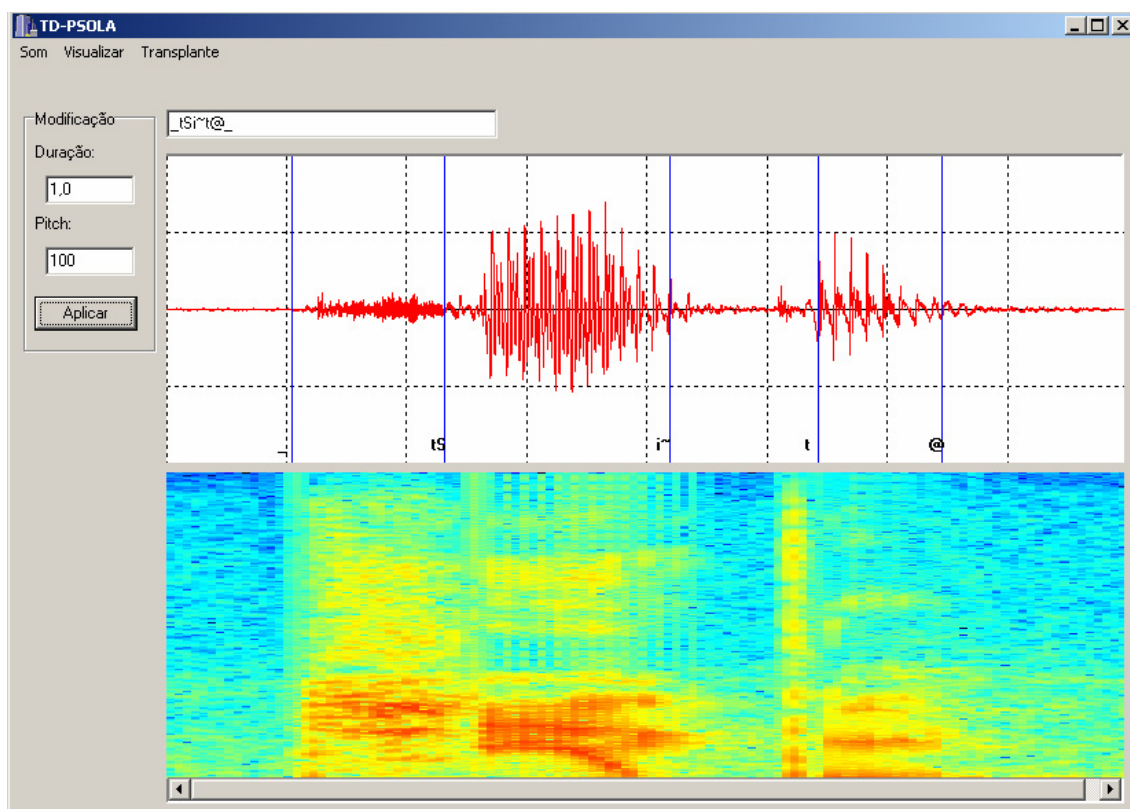 TD-PSOLA
Som Visualizar Transplante
Modificação
_tSi~t@_
Duração:
1,0
Pitch:
100
Aplicar
_ tS i~ t @